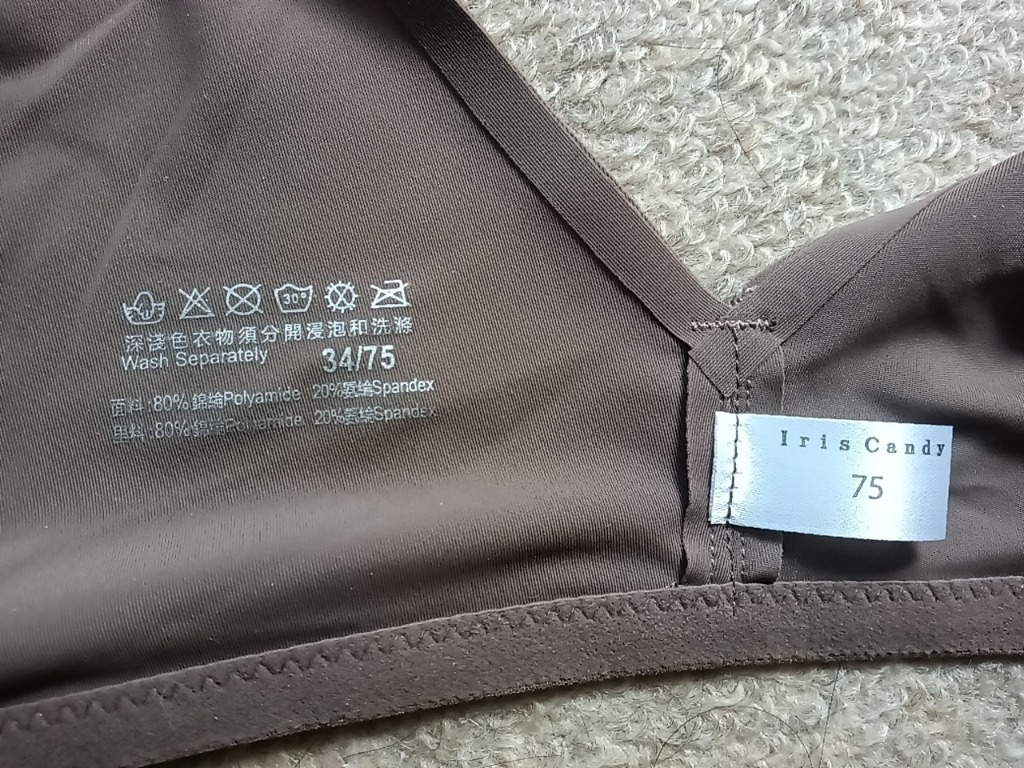 30°
深淺色衣物須分開浸泡和洗滌
Wash Separately 34/75
面料:80%錦綸Polyamide 20%氨綸Spandex
里料:80%錦綸Polyamide 20%氨綸Spandex
Iris Candy
75